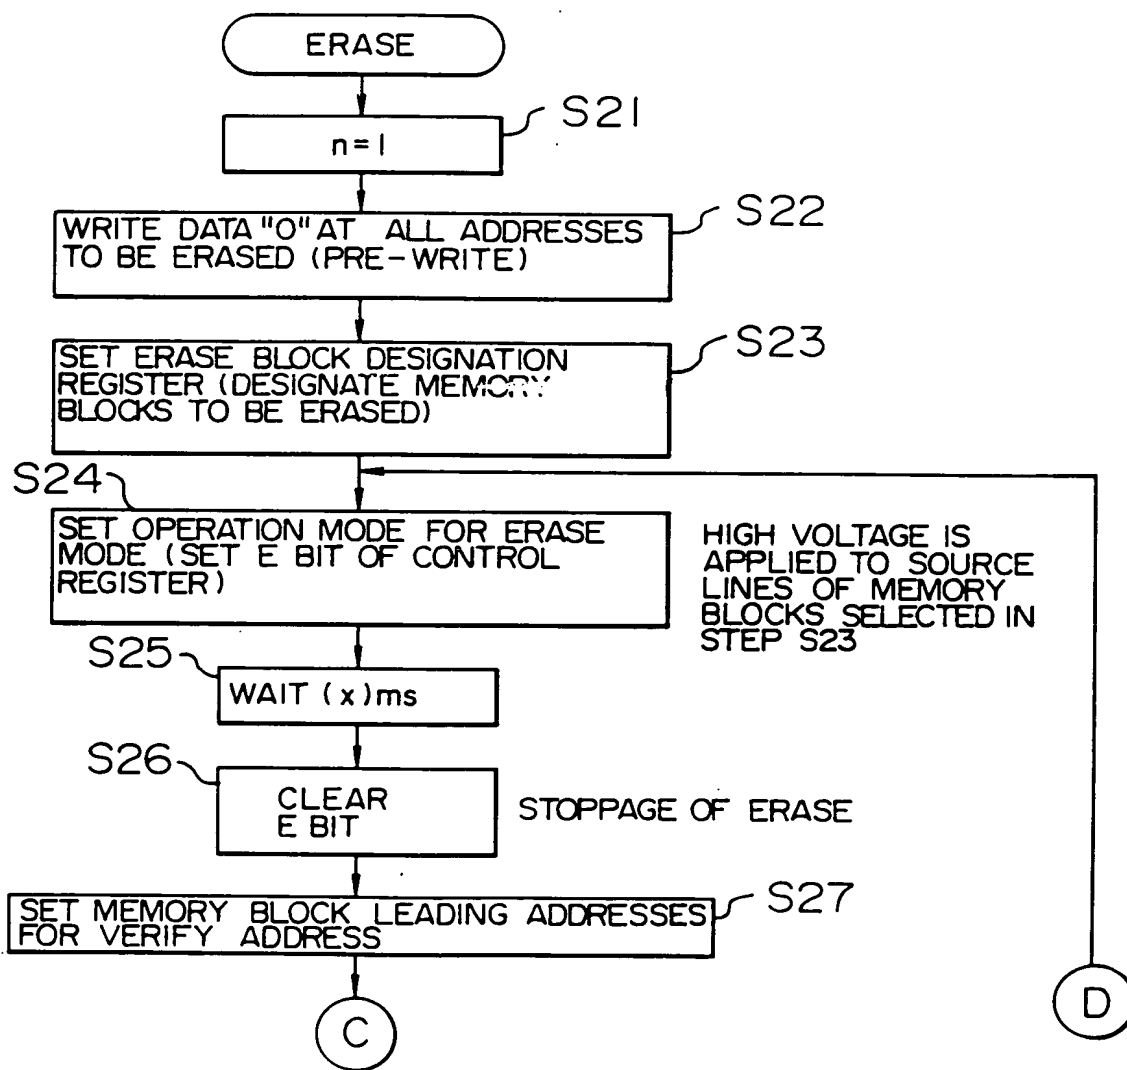 ERASE
S21
n=1
S22
WRITE DATA "0" AT ALL ADDRESSES
TO BE ERASED (PRE-WRITE)
S23
SET ERASE BLOCK DESIGNATION
REGISTER (DESIGNATE MEMORY
BLOCKS TO BE ERASED)
S24
SET OPERATION MODE FOR ERASE
MODE (SET E BIT OF CONTROL
REGISTER)
HIGH VOLTAGE IS
APPLIED TO SOURCE
LINES OF MEMORY
BLOCKS SELECTED IN
STEP S23
S25
WAIT (x)ms
S26
CLEAR
E BIT
STOPPAGE OF ERASE
S27
SET MEMORY BLOCK LEADING ADDRESSES
FOR VERIFY ADDRESS
C
D